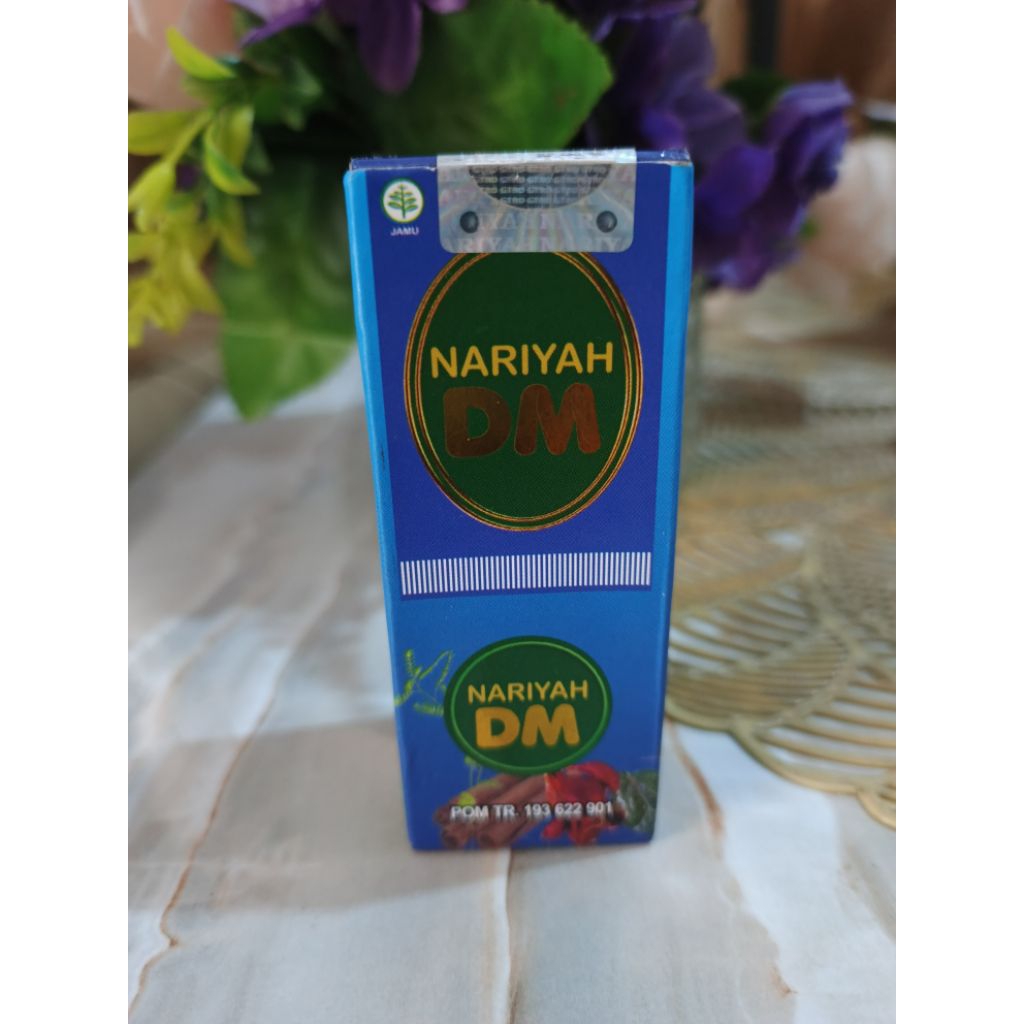 JAMU
NARIYAH
DM
NARIYAH
DM
POM TR. 193 622 901